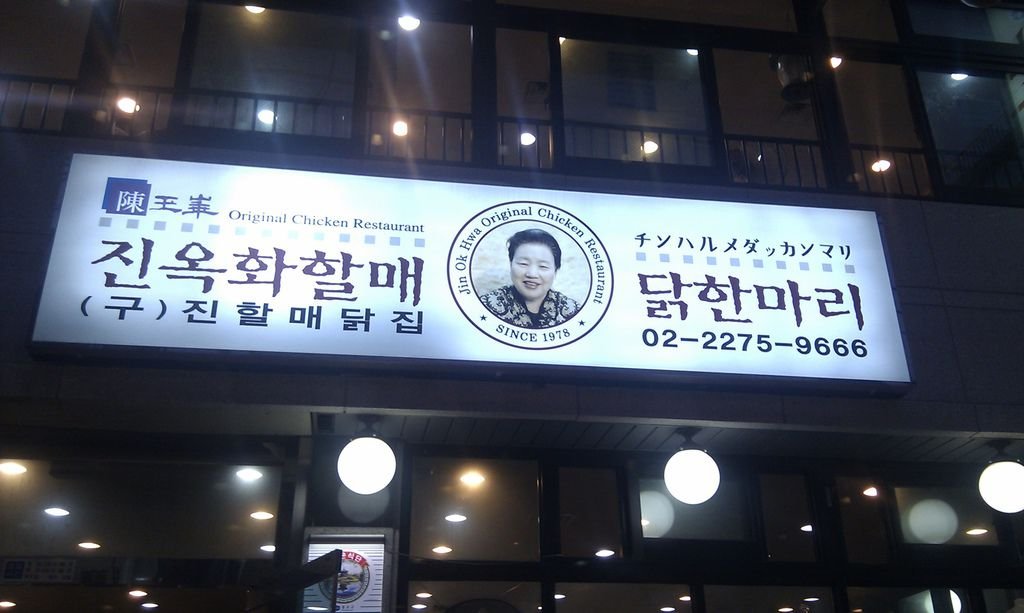 陳玉華 Original Chicken Restaurant
진옥화할매
(구)진할매닭집
Jin Ok Hwa Original Chicken Restaurant
★ SINCE 1978 ★
チンハルメダッカンマリ
닭한마리
02-2275-9666